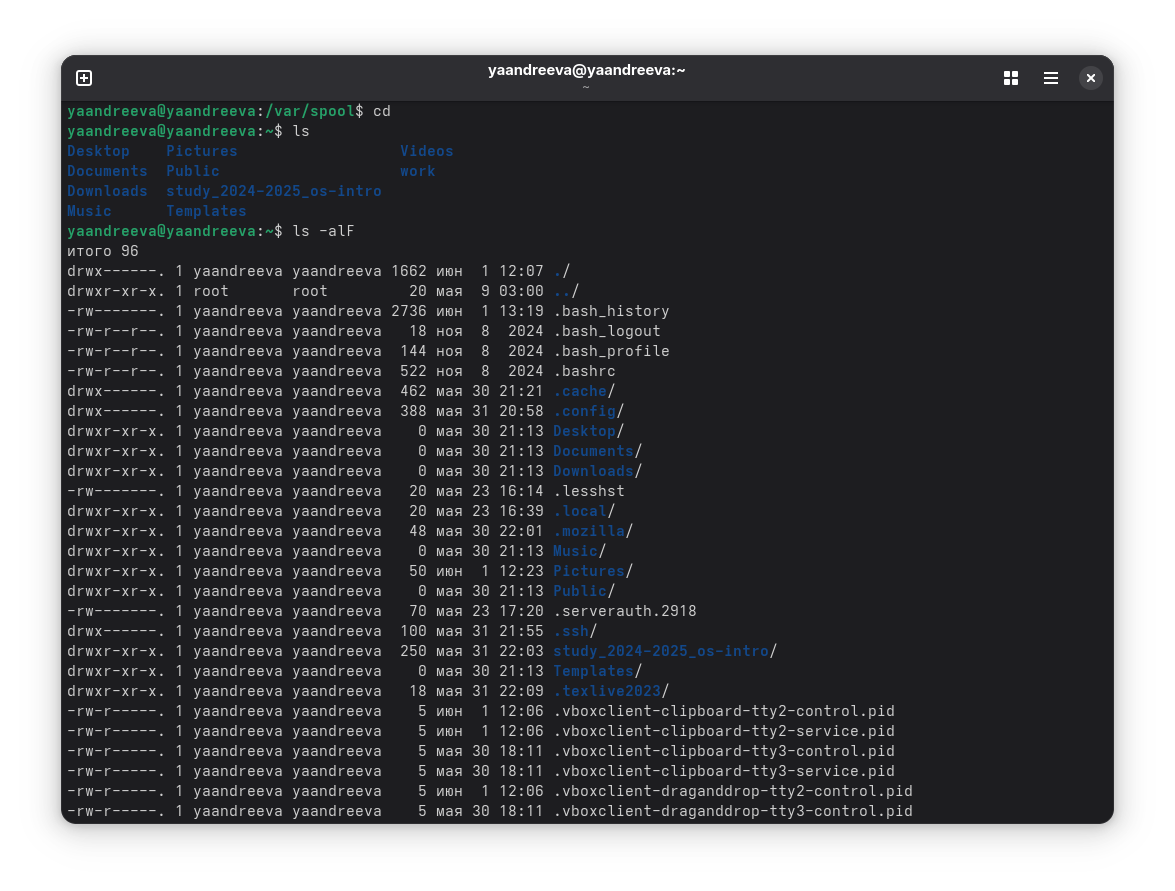 yaandreeva@yaandreeva:~
~
yaandreeva@yaandreeva:/var/spool$ cd
yaandreeva@yaandreeva:~$ ls
Desktop    Pictures                  Videos
Documents  Public                    work
Downloads  study_2024-2025_os-intro
Music      Templates
yaandreeva@yaandreeva:~$ ls -alF
итого 96
drwx------. 1 yaandreeva yaandreeva 1662 июн  1 12:07 ./
drwxr-xr-x. 1 root       root         20 мая  9 03:00 ../
-rw-------. 1 yaandreeva yaandreeva 2736 июн  1 13:19 .bash_history
-rw-r--r--. 1 yaandreeva yaandreeva   18 ноя  8  2024 .bash_logout
-rw-r--r--. 1 yaandreeva yaandreeva  144 ноя  8  2024 .bash_profile
-rw-r--r--. 1 yaandreeva yaandreeva  522 ноя  8  2024 .bashrc
drwx------. 1 yaandreeva yaandreeva  462 мая 30 21:21 .cache/
drwx------. 1 yaandreeva yaandreeva  388 мая 31 20:58 .config/
drwxr-xr-x. 1 yaandreeva yaandreeva    0 мая 30 21:13 Desktop/
drwxr-xr-x. 1 yaandreeva yaandreeva    0 мая 30 21:13 Documents/
drwxr-xr-x. 1 yaandreeva yaandreeva    0 мая 30 21:13 Downloads/
-rw-------. 1 yaandreeva yaandreeva   20 мая 23 16:14 .lesshst
drwxr-xr-x. 1 yaandreeva yaandreeva   20 мая 23 16:39 .local/
drwxr-xr-x. 1 yaandreeva yaandreeva   48 мая 30 22:01 .mozilla/
drwxr-xr-x. 1 yaandreeva yaandreeva    0 мая 30 21:13 Music/
drwxr-xr-x. 1 yaandreeva yaandreeva   50 июн  1 12:23 Pictures/
drwxr-xr-x. 1 yaandreeva yaandreeva    0 мая 30 21:13 Public/
-rw-------. 1 yaandreeva yaandreeva   70 мая 23 17:20 .serverauth.2918
drwx------. 1 yaandreeva yaandreeva  100 мая 31 21:55 .ssh/
drwxr-xr-x. 1 yaandreeva yaandreeva  250 мая 31 22:03 study_2024-2025_os-intro/
drwxr-xr-x. 1 yaandreeva yaandreeva    0 мая 30 21:13 Templates/
drwxr-xr-x. 1 yaandreeva yaandreeva   18 мая 31 22:09 .texlive2023/
-rw-r-----. 1 yaandreeva yaandreeva    5 июн  1 12:06 .vboxclient-clipboard-tty2-control.pid
-rw-r-----. 1 yaandreeva yaandreeva    5 июн  1 12:06 .vboxclient-clipboard-tty2-service.pid
-rw-r-----. 1 yaandreeva yaandreeva    5 мая 30 18:11 .vboxclient-clipboard-tty3-control.pid
-rw-r-----. 1 yaandreeva yaandreeva    5 мая 30 18:11 .vboxclient-clipboard-tty3-service.pid
-rw-r-----. 1 yaandreeva yaandreeva    5 июн  1 12:06 .vboxclient-draganddrop-tty2-control.pid
-rw-r-----. 1 yaandreeva yaandreeva    5 мая 30 18:11 .vboxclient-draganddrop-tty3-control.pid